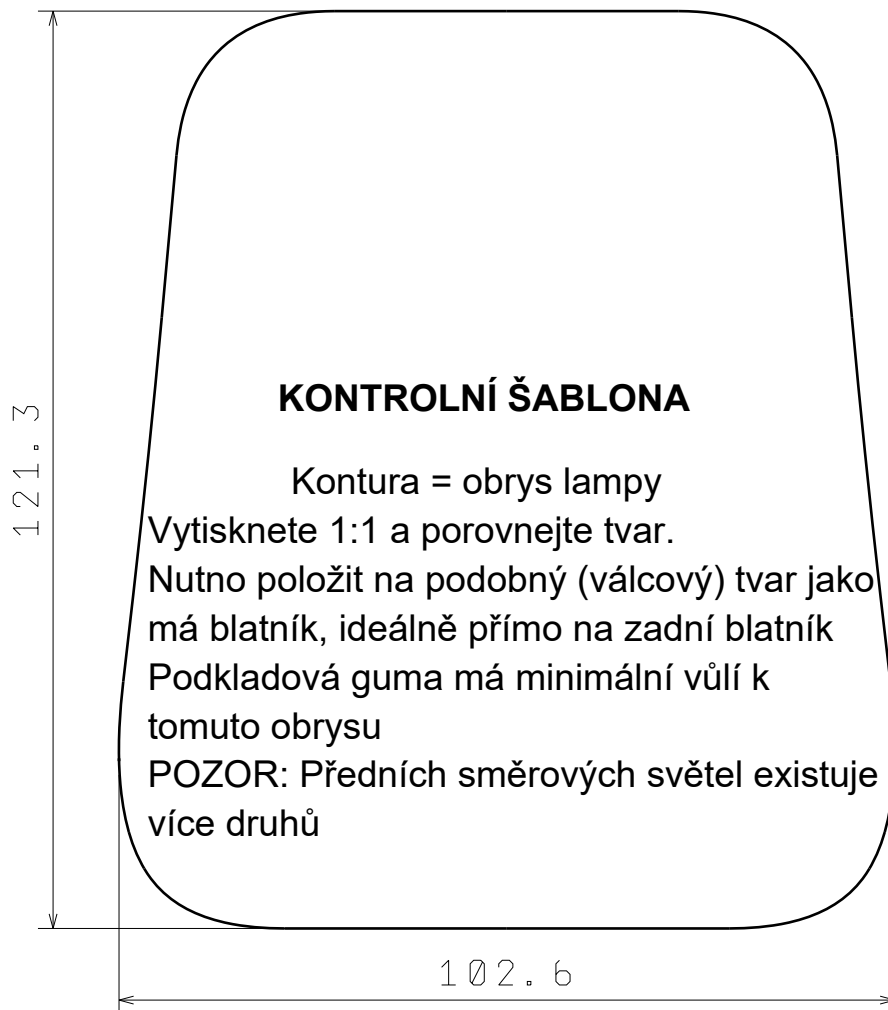 KONTROLNÍ ŠABLONA
Kontura = obrys lampy
Vytisknete 1:1 a porovnejte tvar.
Nutno položit na podobný (válcový) tvar jako
má blatník, ideálně přímo na zadní blatník
Podkladová guma má minimální vůlí k
tomuto obrysu
POZOR: Předních směrových světel existuje
více druhů
121.3
102.6